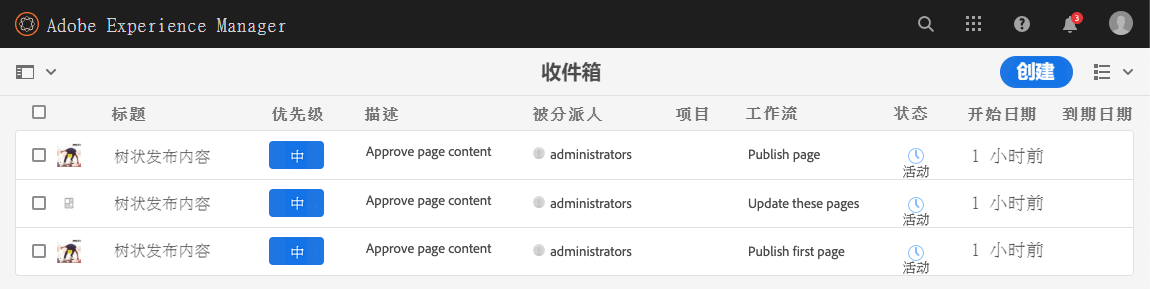 Adobe Experience Manager 3
收件箱 创建
标题 优先级 描述 被分派人 项目 工作流 状态 开始日期 到期日期
树状发布内容 中 Approve page content administrators Publish page 活动 1 小时前
树状发布内容 中 Approve page content administrators Update these pages 活动 1 小时前
树状发布内容 中 Approve page content administrators Publish first page 活动 1 小时前